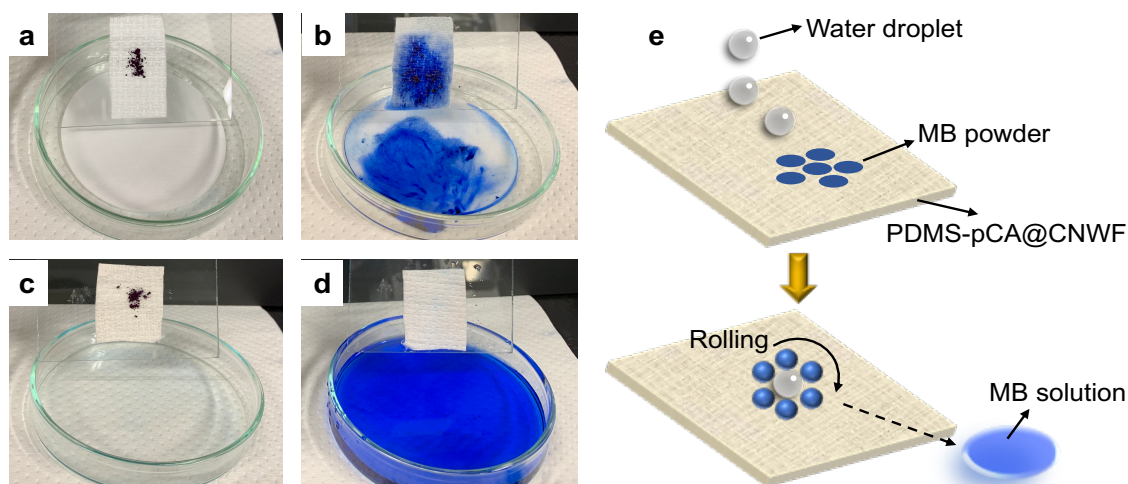 a
b
c
d
e
Water droplet
MB powder
PDMS-pCA@CNWF
Rolling
MB solution